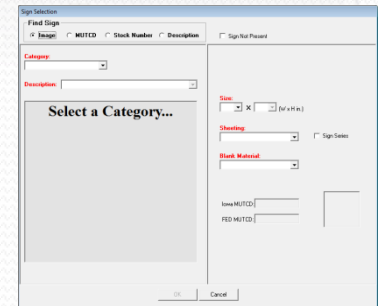 Sign Selection
Find Sign
Image MUTCD Stock Number Description
Sign Not Present
Category:
Description:
Select a Category...
Size:
X (W x H in.)
Sheeting:
Sign Series
Blank Material:
Iowa MUTCD:
FED MUTCD:
OK Cancel